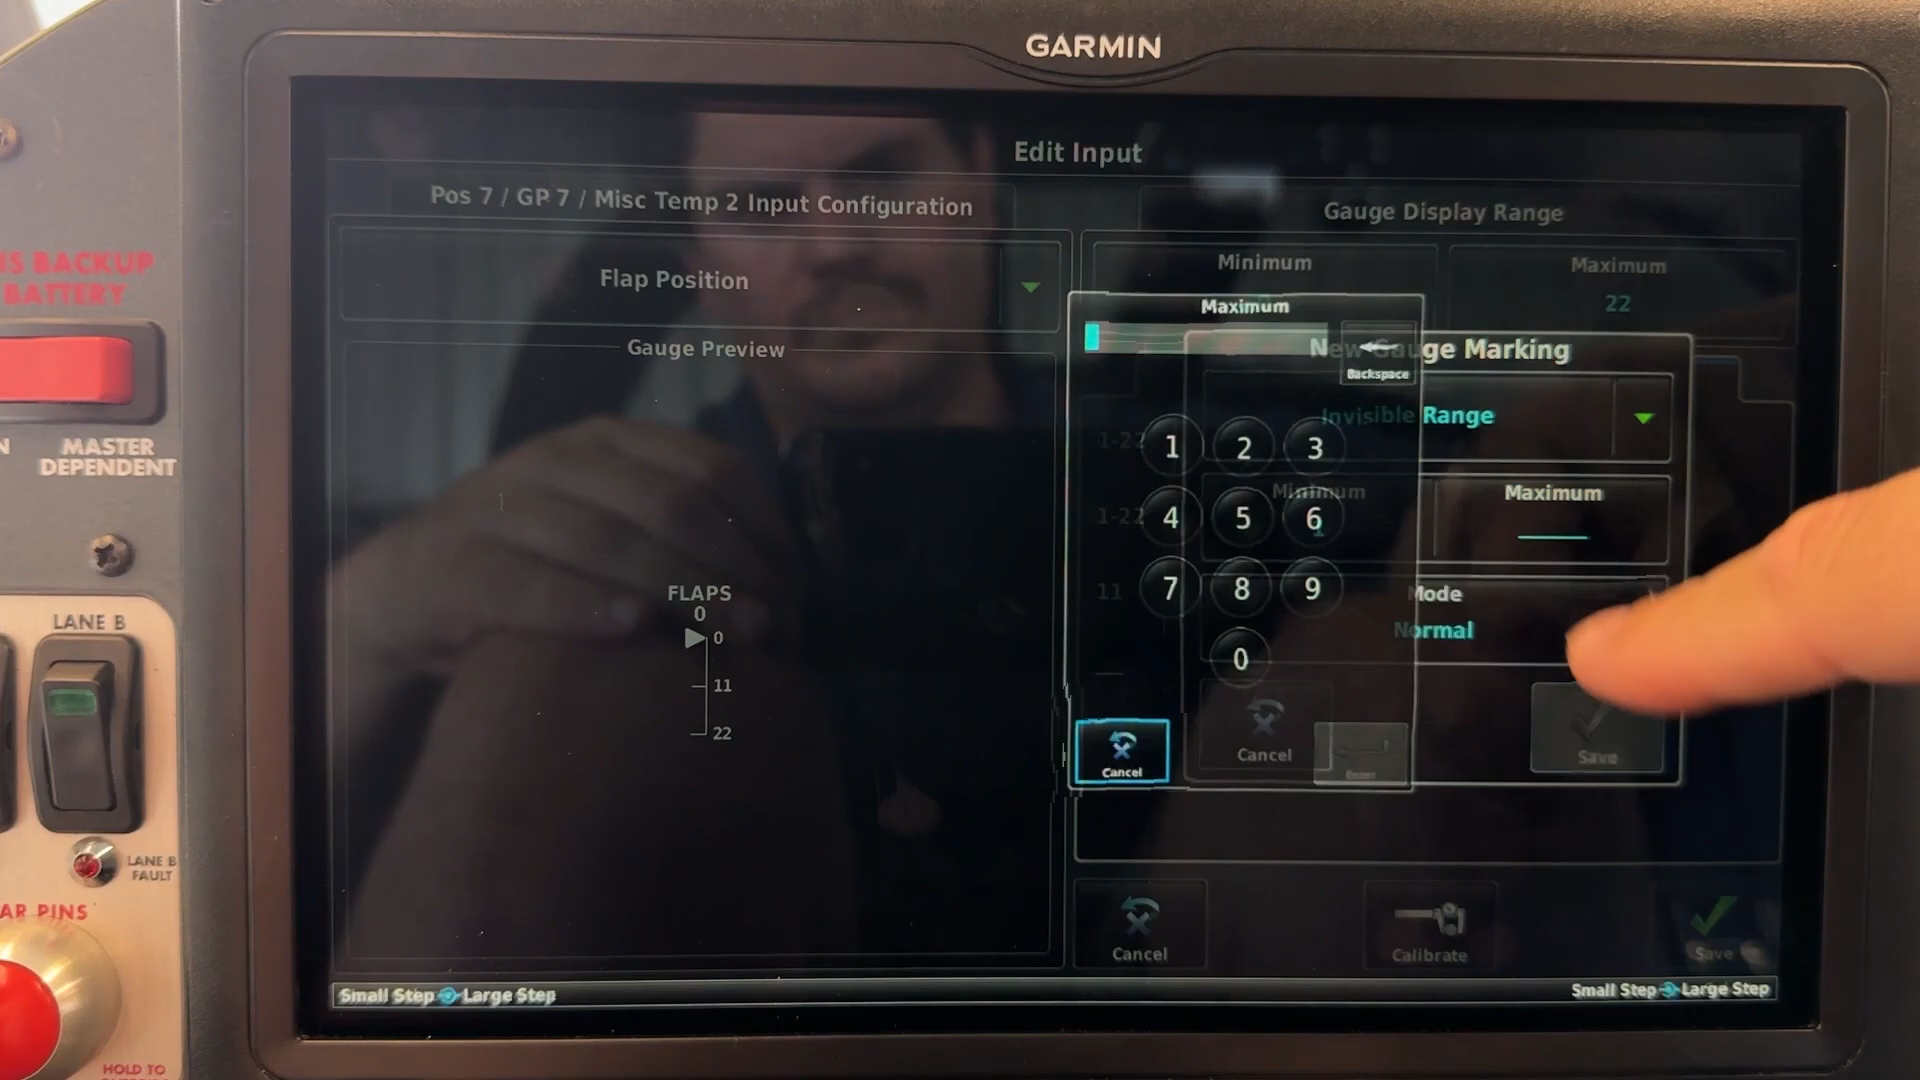 GARMIN
Edit Input
Pos 7 / GP 7 / Misc Temp 2 Input Configuration
Gauge Display Range
Flap Position
Minimum
Maximum
22
Gauge Preview
Maximum
Backspace
New Gauge Marking
Invisible Range
1-22
1 2 3
Minimum
1
Maximum
1-22
4 5 6
11
7 8 9
Mode
Normal
0
FLAPS
0
0
11
22
Cancel
Cancel
Enter
Save
Cancel
Calibrate
Save
Small Step Large Step
Small Step Large Step
IS BACKUP
BATTERY
N
MASTER
DEPENDENT
LANE B
LANE B
FAULT
AR PINS
HOLD TO